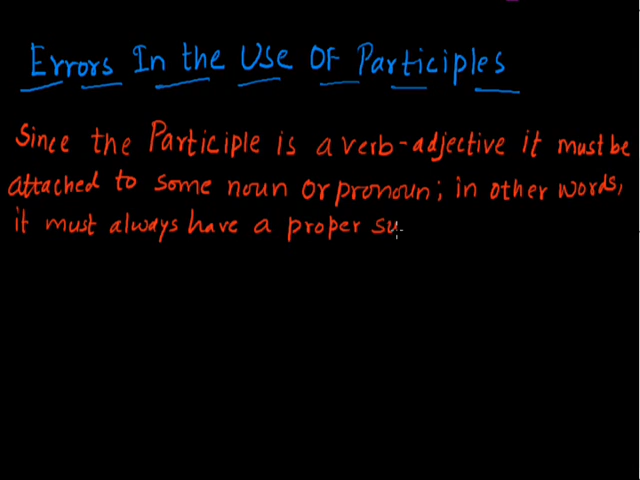 Errors In the Use Of Participles
Since the Participle is a verb-adjective it must be
attached to some noun or pronoun; in other words,
it must always have a proper su